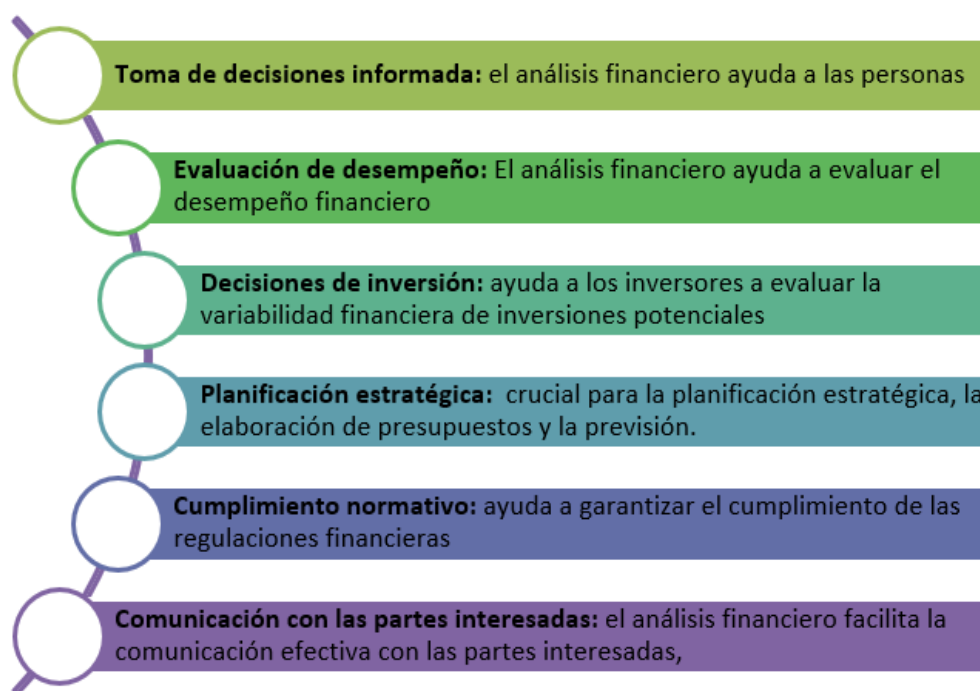 Toma de decisiones informada: el análisis financiero ayuda a las personas
Evaluación de desempeño: El análisis financiero ayuda a evaluar el
desempeño financiero
Decisiones de inversión: ayuda a los inversores a evaluar la
variabilidad financiera de inversiones potenciales
Planificación estratégica: crucial para la planificación estratégica, la
elaboración de presupuestos y la previsión.
Cumplimiento normativo: ayuda a garantizar el cumplimiento de las
regulaciones financieras
Comunicación con las partes interesadas: el análisis financiero facilita la
comunicación efectiva con las partes interesadas,